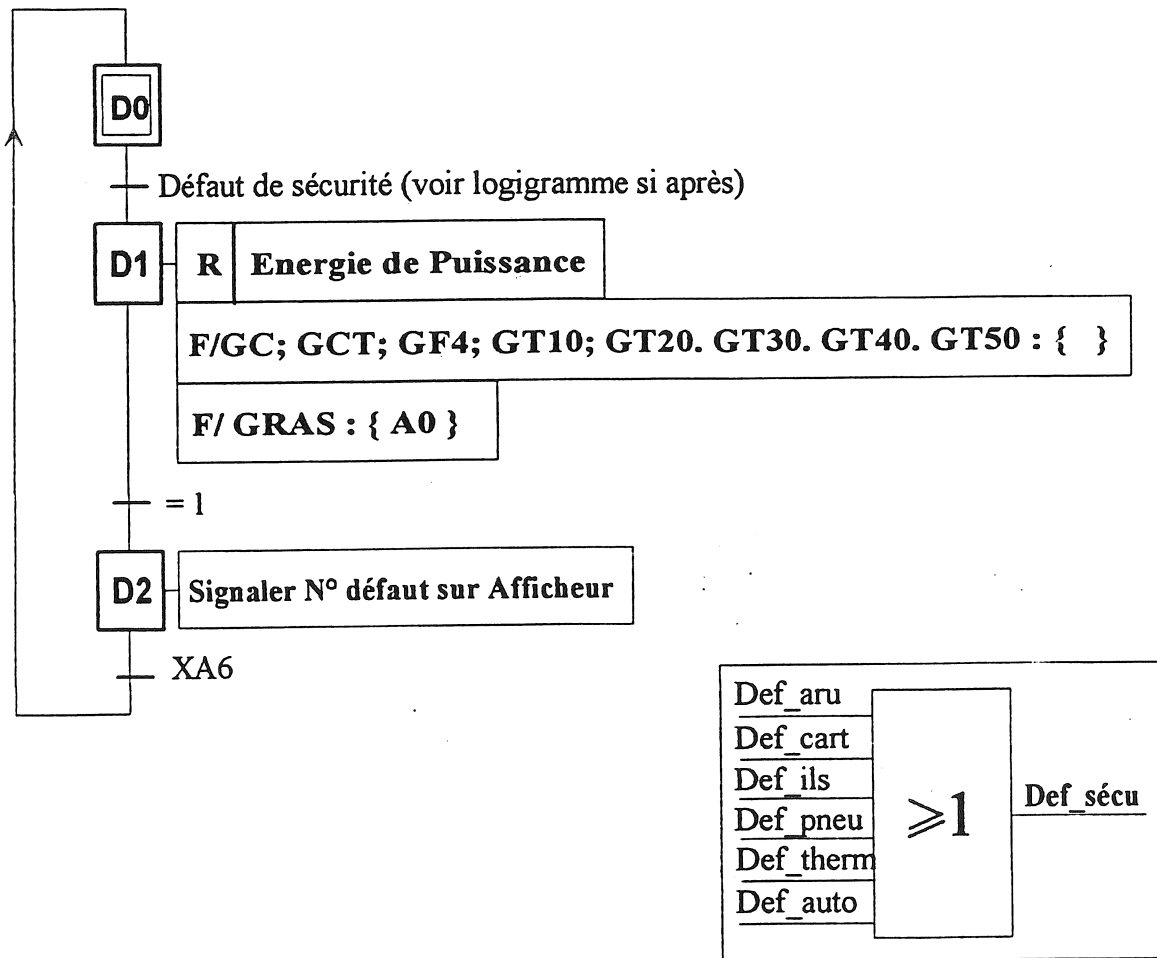 D0
Défaut de sécurité (voir logigramme si après)
D1 R Energie de Puissance
F/GC; GCT; GF4; GT10; GT20. GT30. GT40. GT50 : { }
F/ GRAS : { A0 }
= 1
D2 Signaler N° défaut sur Afficheur
XA6
Def_aru
Def_cart
Def_ils
Def_pneu
Def_therm
Def_auto
≥1
Def_sécu